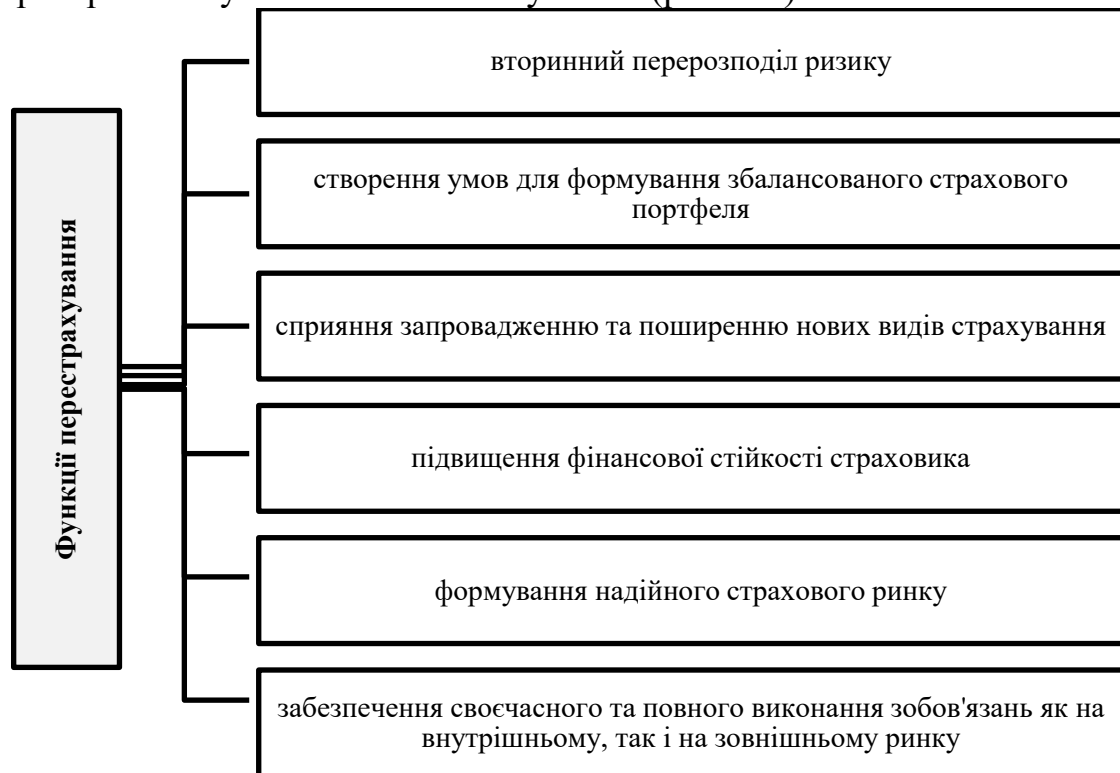 Функції перестрахування
вторинний перерозподіл ризику
створення умов для формування збалансованого страхового
портфеля
сприяння запровадженню та поширенню нових видів страхування
підвищення фінансової стійкості страховика
формування надійного страхового ринку
забезпечення своєчасного та повного виконання зобов'язань як на
внутрішньому, так і на зовнішньому ринку